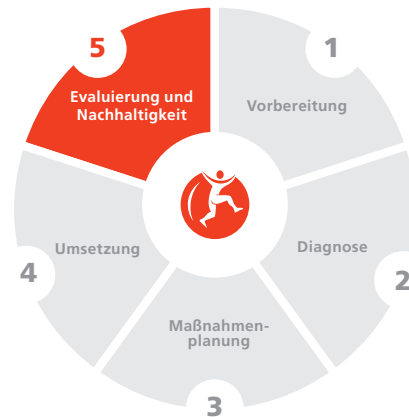 1
Vorbereitung
2
Diagnose
3
Maßnahmen-
planung
4
Umsetzung
5
Evaluierung und
Nachhaltigkeit